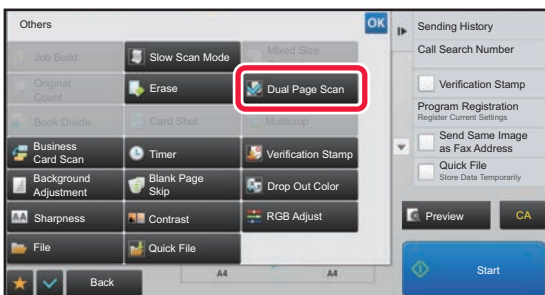 Others
OK
Job Build
Slow Scan Mode
Mixed Size
Original
Count
Erase
Dual Page Scan
Book Divide
Card Shot
Multicrop
Business
Card Scan
Timer
Verification Stamp
Background
Adjustment
Blank Page
Skip
Drop Out Color
AA Sharpness
Contrast
RGB Adjust
File
Quick File
Back
A4
A4
Sending History
Call Search Number
Verification Stamp
Program Registration
Register Current Settings
Send Same Image
as Fax Address
Quick File
Store Data Temporarily
Preview
CA
Start